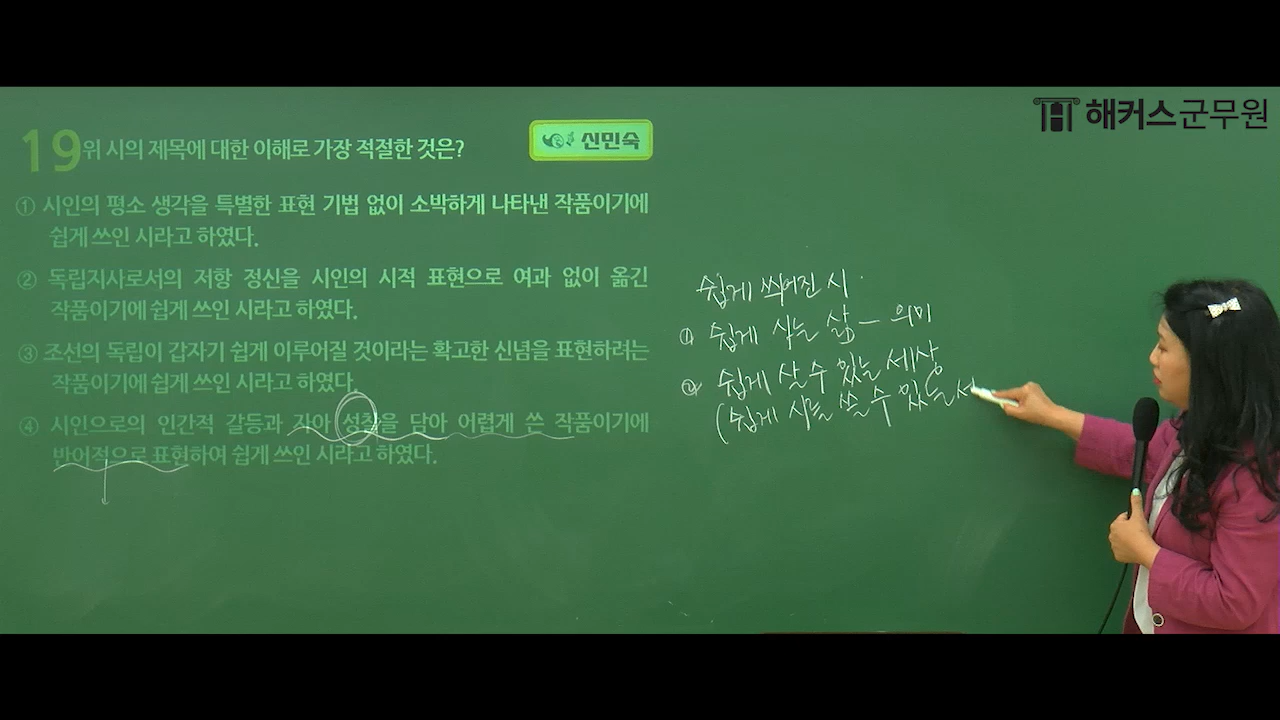 해커스군무원
19 위 시의 제목에 대한 이해로 가장 적절한 것은?
신민숙
① 시인의 평소 생각을 특별한 표현 기법 없이 소박하게 나타낸 작품이기에
쉽게 쓰인 시라고 하였다.
② 독립지사로서의 저항 정신을 시인의 시적 표현으로 여과 없이 옮긴
작품이기에 쉽게 쓰인 시라고 하였다.
③ 조선의 독립이 갑자기 쉽게 이루어질 것이라는 확고한 신념을 표현하려는
작품이기에 쉽게 쓰인 시라고 하였다.
④ 시인으로의 인간적 갈등과 자아 성찰을 담아 어렵게 쓴 작품이기에
반어적으로 표현하여 쉽게 쓰인 시라고 하였다.
쉽게 씌어진 시
① 쉽게 사는 삶 – 의미
② 쉽게 살 수 있는 세상
(쉽게 시를 쓸 수 있는 세